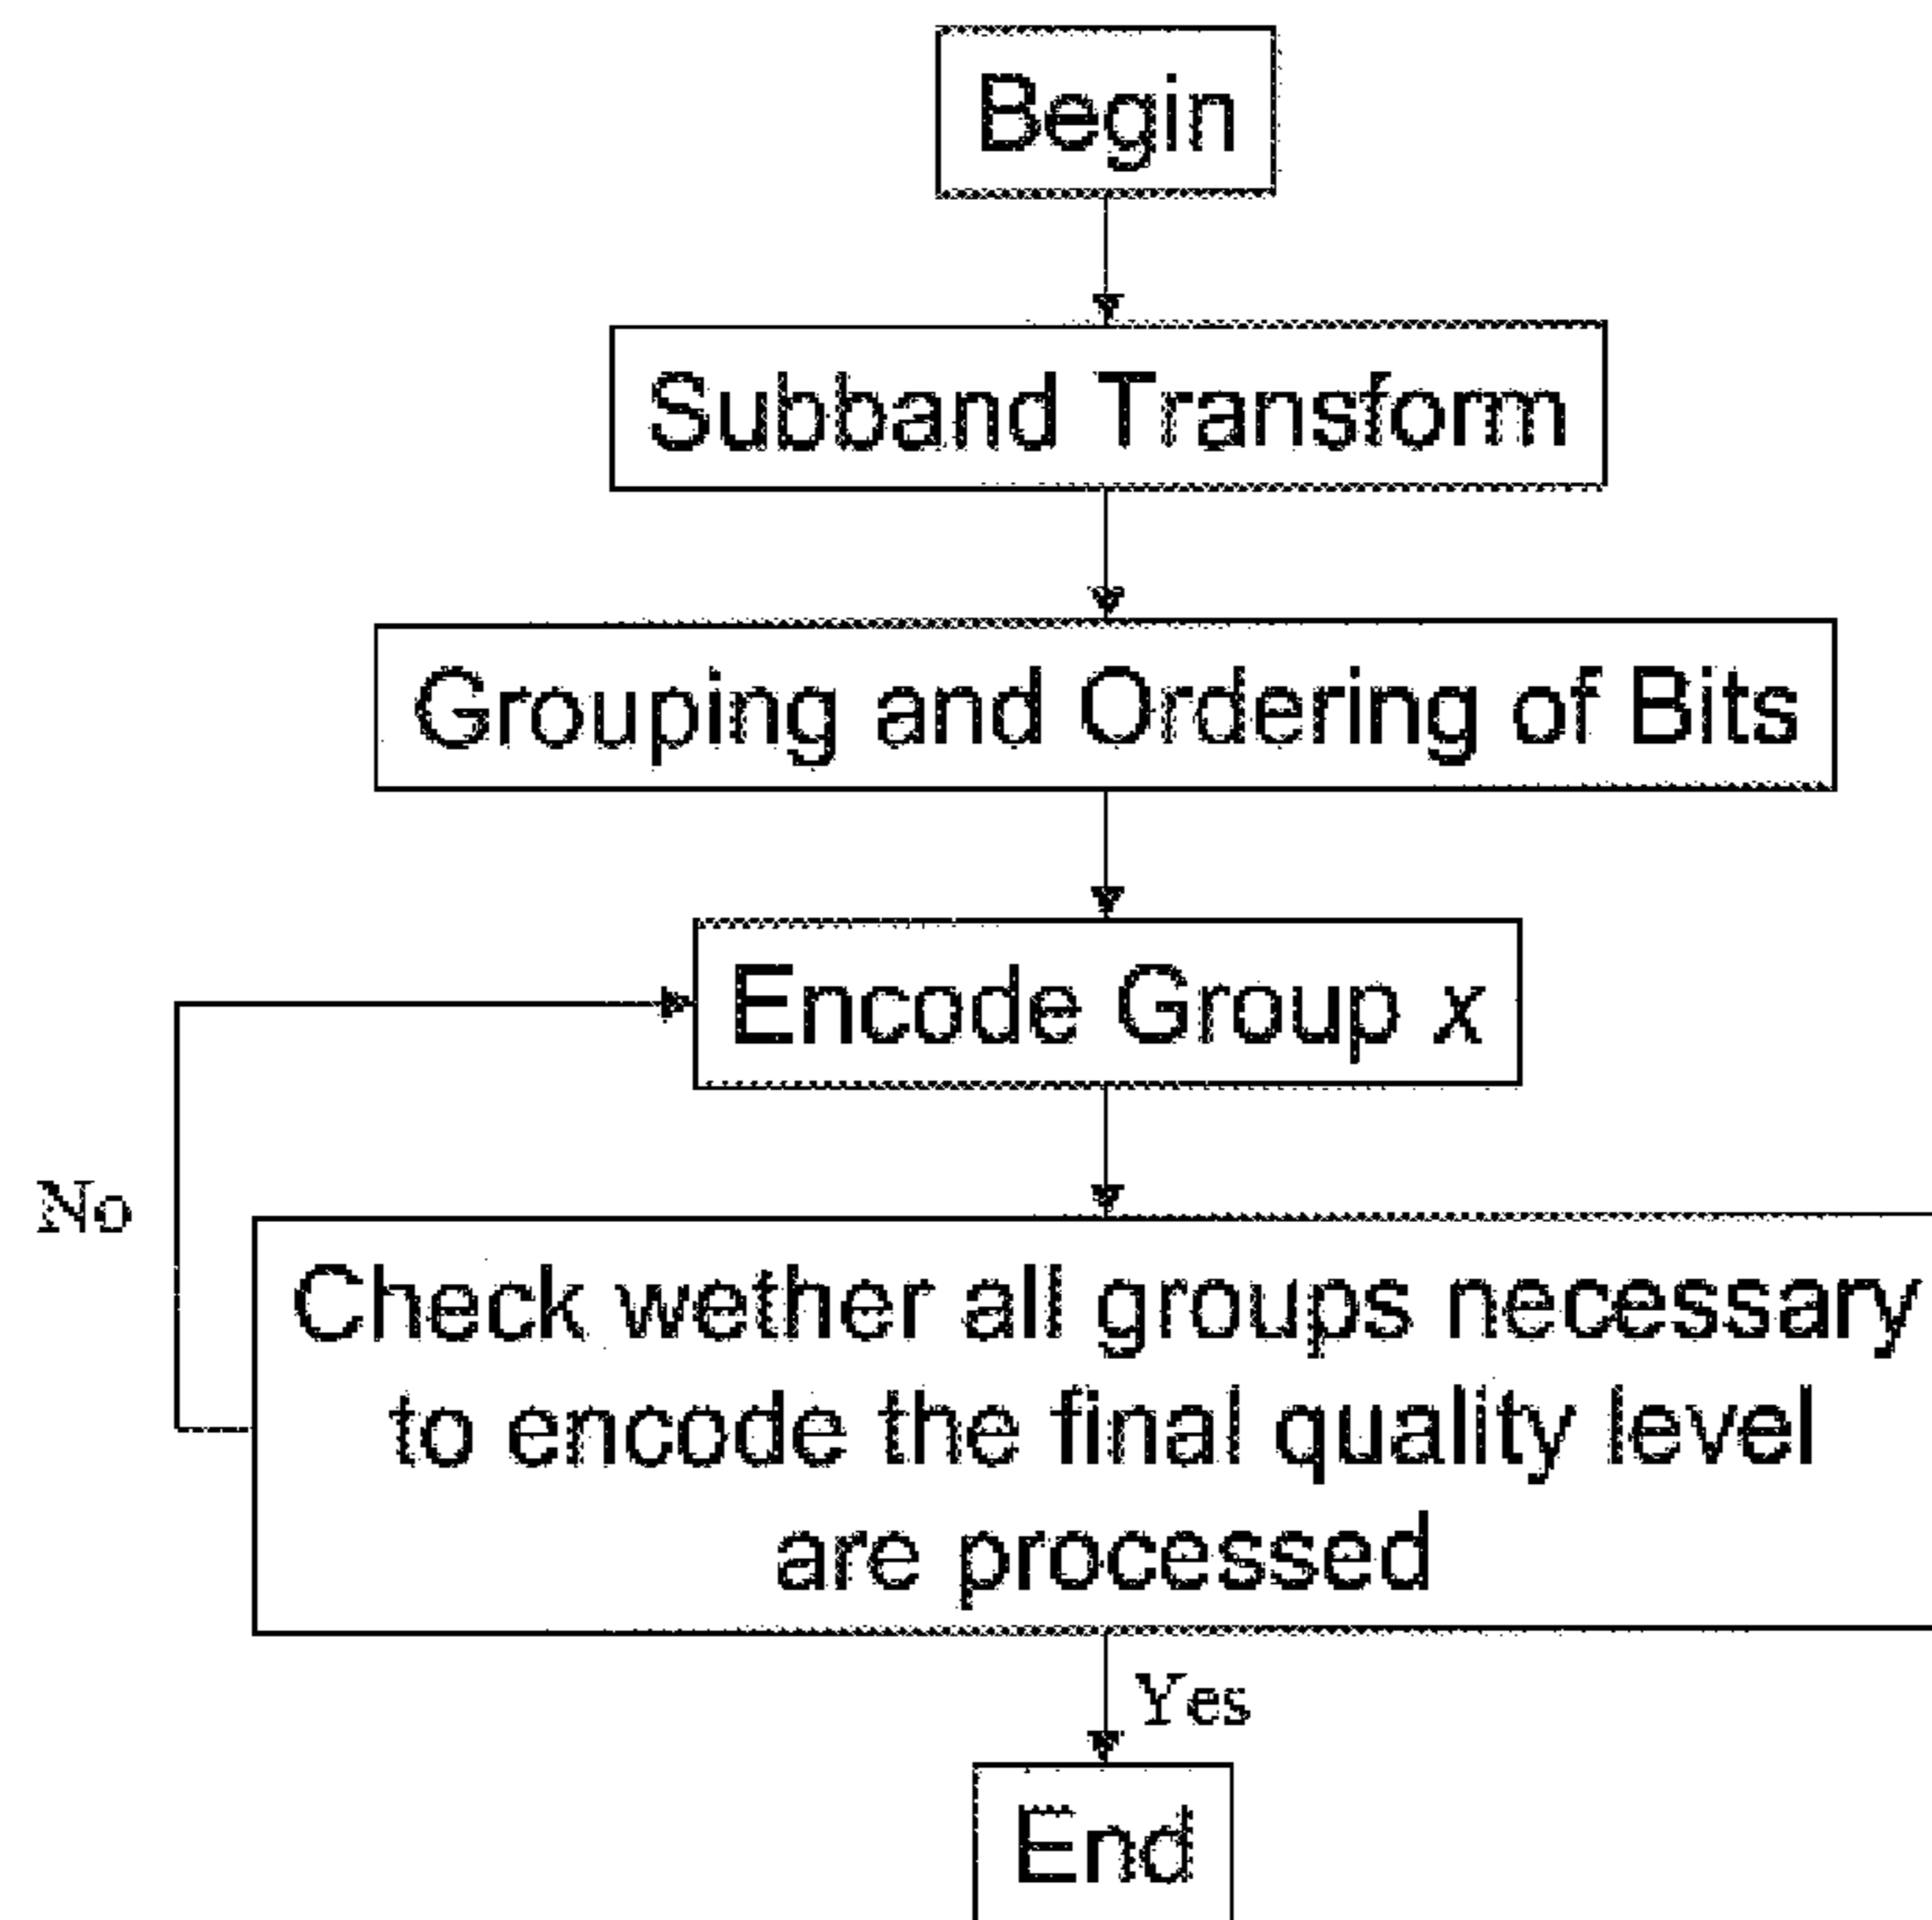 Begin
Subband Transform
Grouping and Ordering of Bits
Encode Group x
No
Check wether all groups necessary
to encode the final quality level
are processed
Yes
End